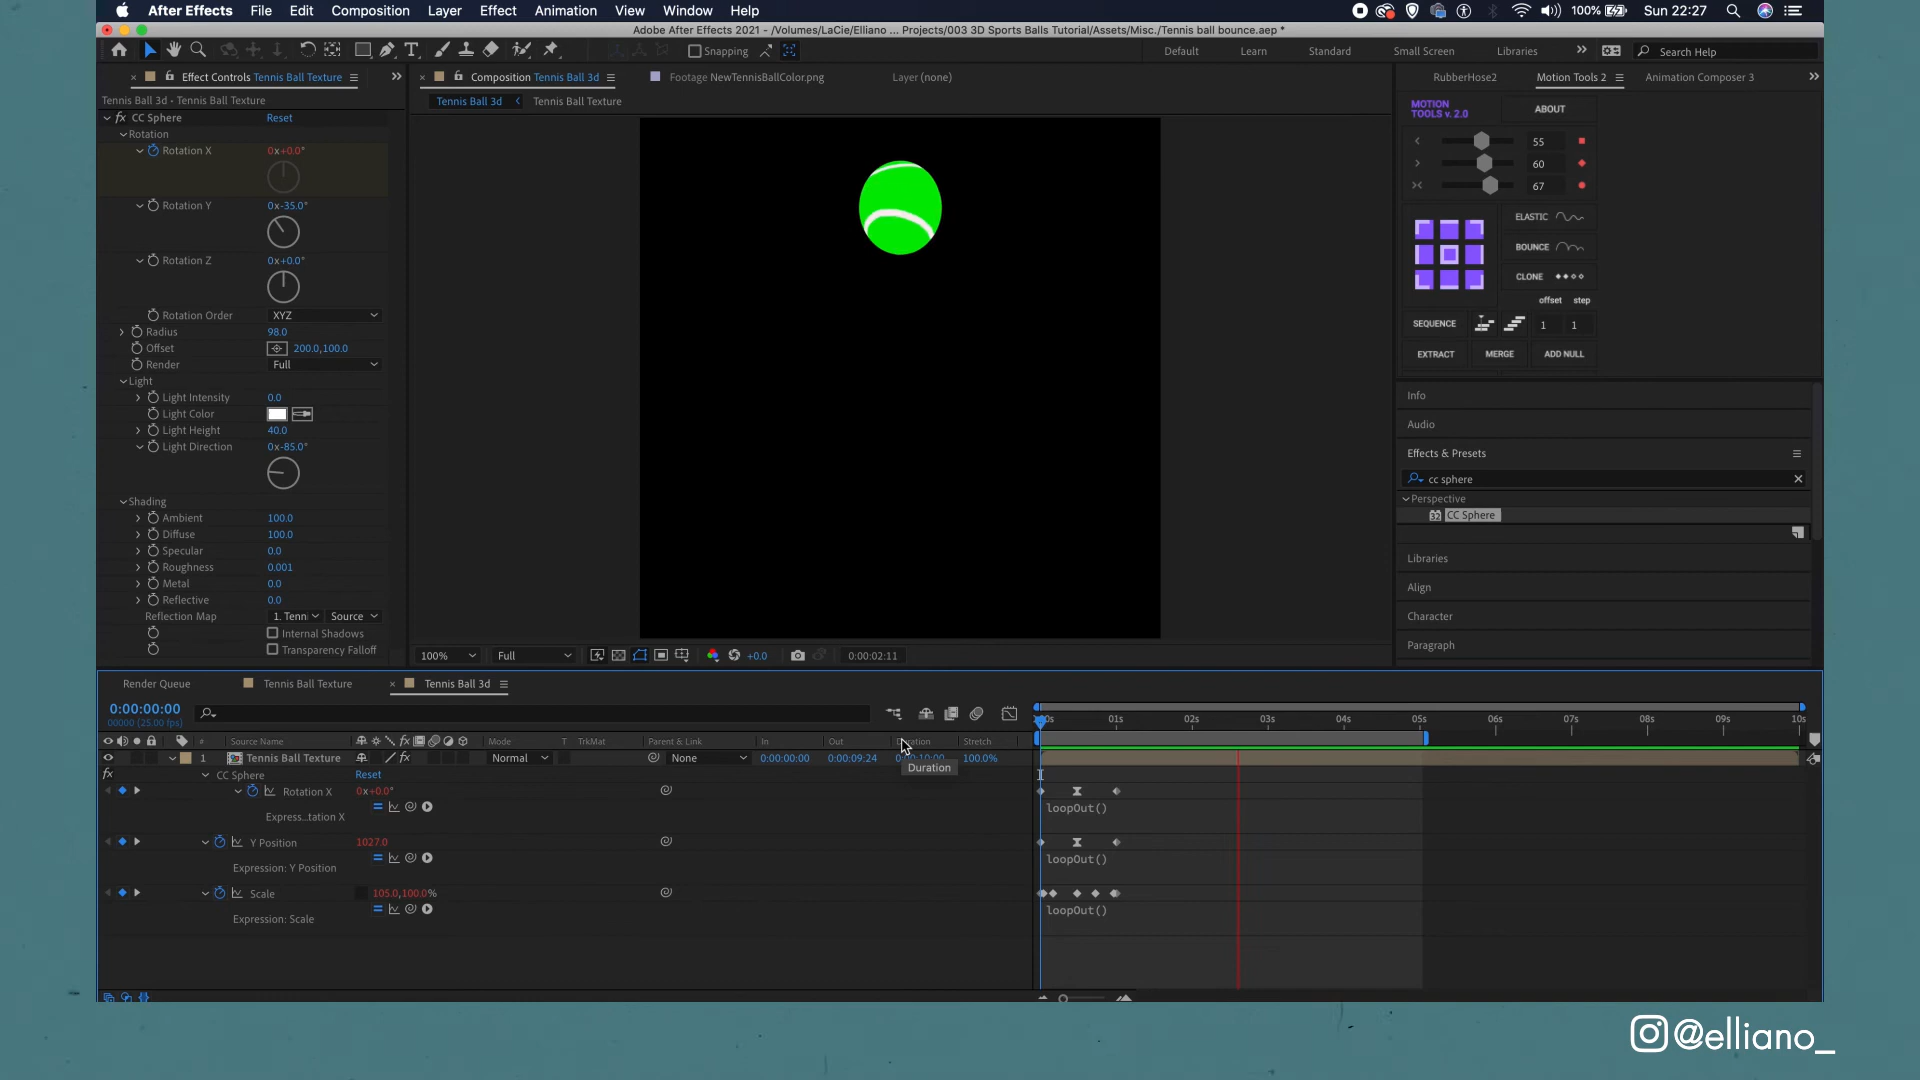 After Effects File Edit Composition Layer Effect Animation View Window Help 100% Sun 22:27
Adobe After Effects 2021 - /Volumes/LaCie/Elliano ... Projects/003 3D Sports Balls Tutorial/Assets/Misc./Tennis ball bounce.aep *
Snapping Default Learn Standard Small Screen Libraries Search Help
Effect Controls Tennis Ball Texture Composition Tennis Ball 3d Footage NewTennisBallColor.png Layer (none) RubberHose2 Motion Tools 2 Animation Composer 3
Tennis Ball 3d - Tennis Ball Texture Tennis Ball 3d Tennis Ball Texture
MOTION TOOLS v. 2.0 ABOUT
fx CC Sphere Reset
Rotation
Rotation X 0x+0.0° 55
60
67
Rotation Y 0x-35.0° ELASTIC
BOUNCE
Rotation Z 0x+0.0° CLONE
offset step
Rotation Order XYZ SEQUENCE 1 1
Radius 98.0
Offset 200.0,100.0 EXTRACT MERGE ADD NULL
Render Full
Light
Light Intensity 0.0 Info
Light Color
Light Height 40.0 Audio
Light Direction 0x-85.0° Effects & Presets
cc sphere
Shading Perspective
Ambient 100.0 32 CC Sphere
Diffuse 100.0
Specular 0.0 Libraries
Roughness 0.001
Metal 0.0 Align
Reflective 0.0
Reflection Map 1. Tenn Source Character
Internal Shadows
Transparency Falloff Paragraph
100% Full +0.0 0:00:02:11
Render Queue Tennis Ball Texture Tennis Ball 3d
0:00:00:00
00000 (25.00 fps)
01s 02s 03s 04s 05s 06s 07s 08s 09s 10s
# Source Name fx Mode T TrkMat Parent & Link In Out Duration Stretch
1 Tennis Ball Texture fx Normal None 0:00:00:00 0:00:09:24 0:00:10:00 100.0%
Duration
fx CC Sphere Reset
Rotation X 0x+0.0°
loopOut()
Express...tation X
Y Position 1027.0
loopOut()
Expression: Y Position
Scale 105.0,100.0%
loopOut()
Expression: Scale
@elliano_